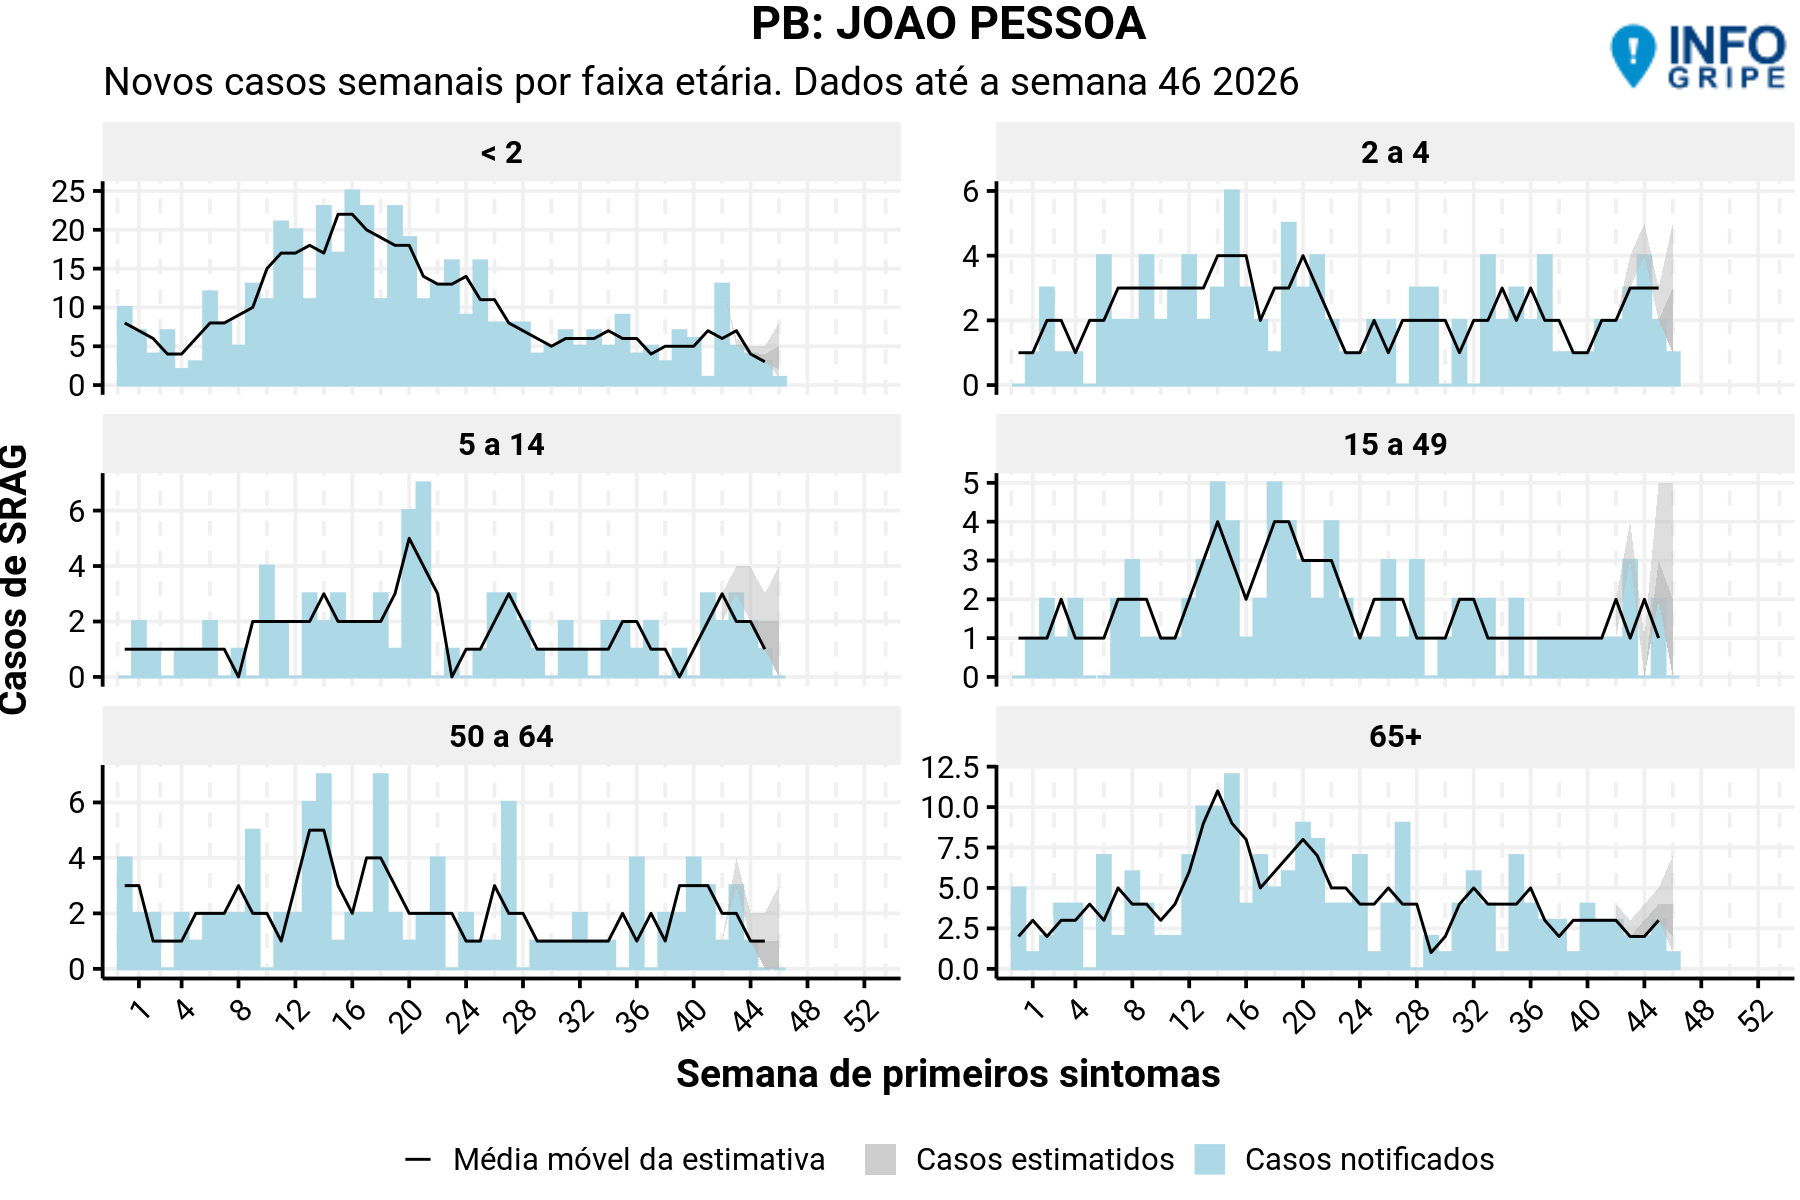 PB: JOAO PESSOA
INFO
GRIPE
Novos casos semanais por faixa etária. Dados até a semana 46 2026
< 2
2 a 4
25
20
15
10
5
0
6
4
2
0
5 a 14
15 a 49
6
4
2
0
5
4
3
2
1
0
Casos de SRAG
50 a 64
65+
6
4
2
0
12.5
10.0
7.5
5.0
2.5
0.0
1 4 8 12 16 20 24 28 32 36 40 44 48 52
1 4 8 12 16 20 24 28 32 36 40 44 48 52
Semana de primeiros sintomas
Média móvel da estimativa Casos estimatidos Casos notificados